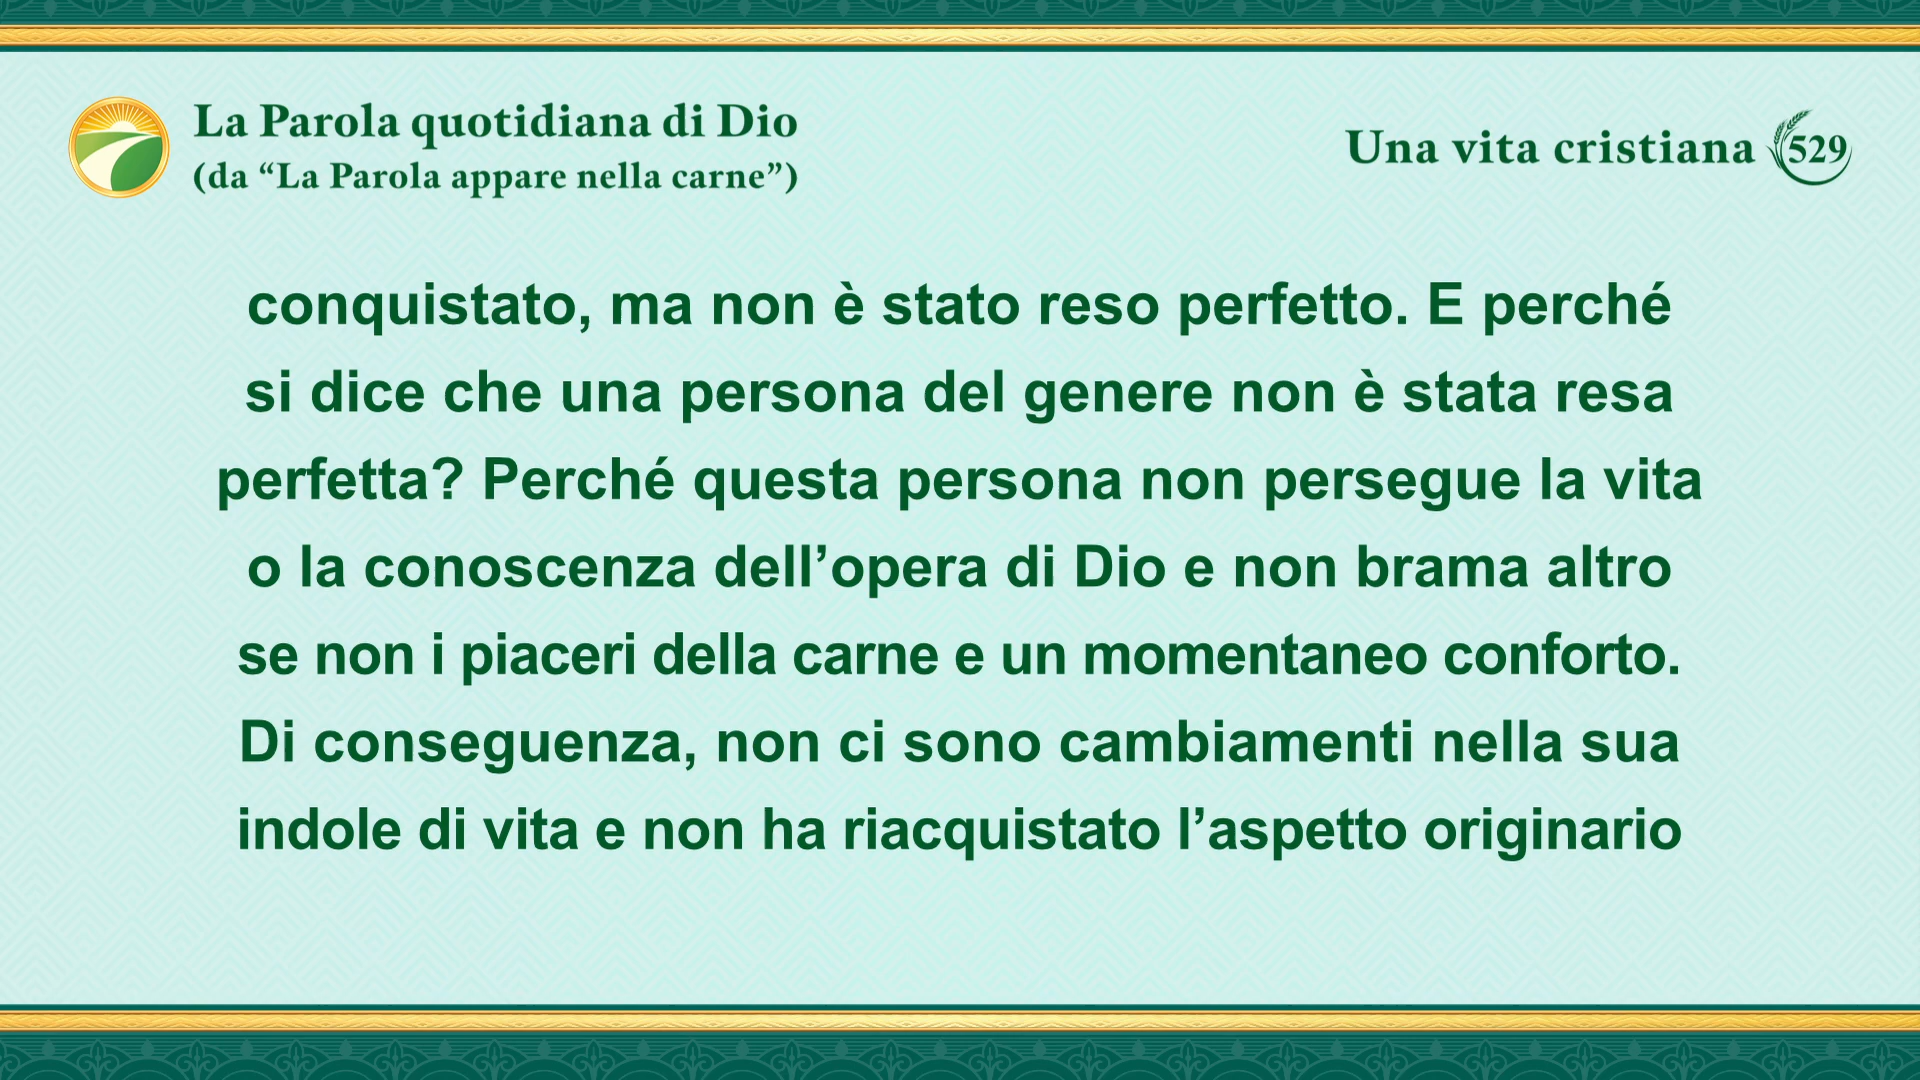 La Parola quotidiana di Dio
(da “La Parola appare nella carne”)
Una vita cristiana 529
conquistato, ma non è stato reso perfetto. E perché
si dice che una persona del genere non è stata resa
perfetta? Perché questa persona non persegue la vita
o la conoscenza dell’opera di Dio e non brama altro
se non i piaceri della carne e un momentaneo conforto.
Di conseguenza, non ci sono cambiamenti nella sua
indole di vita e non ha riacquistato l’aspetto originario